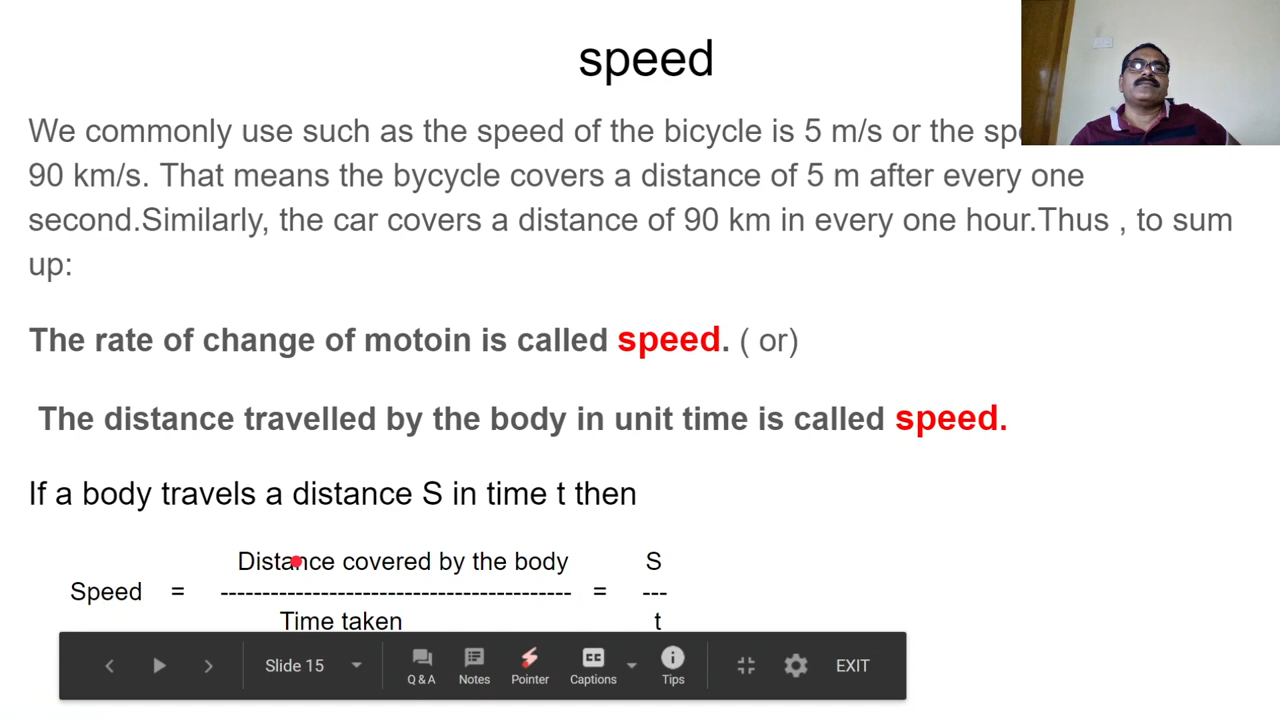 speed
We commonly use such as the speed of the bicycle is 5 m/s or the
90 km/s. That means the bycycle covers a distance of 5 m after every one
second.Similarly, the car covers a distance of 90 km in every one hour.Thus , to sum
up:
The rate of change of motoin is called speed. ( or)
The distance travelled by the body in unit time is called speed.
If a body travels a distance S in time t then
Distance covered by the body S
Speed = ------------------------------------------ = ---
Time taken t
Slide 15
Q & A Notes Pointer CC Captions Tips EXIT